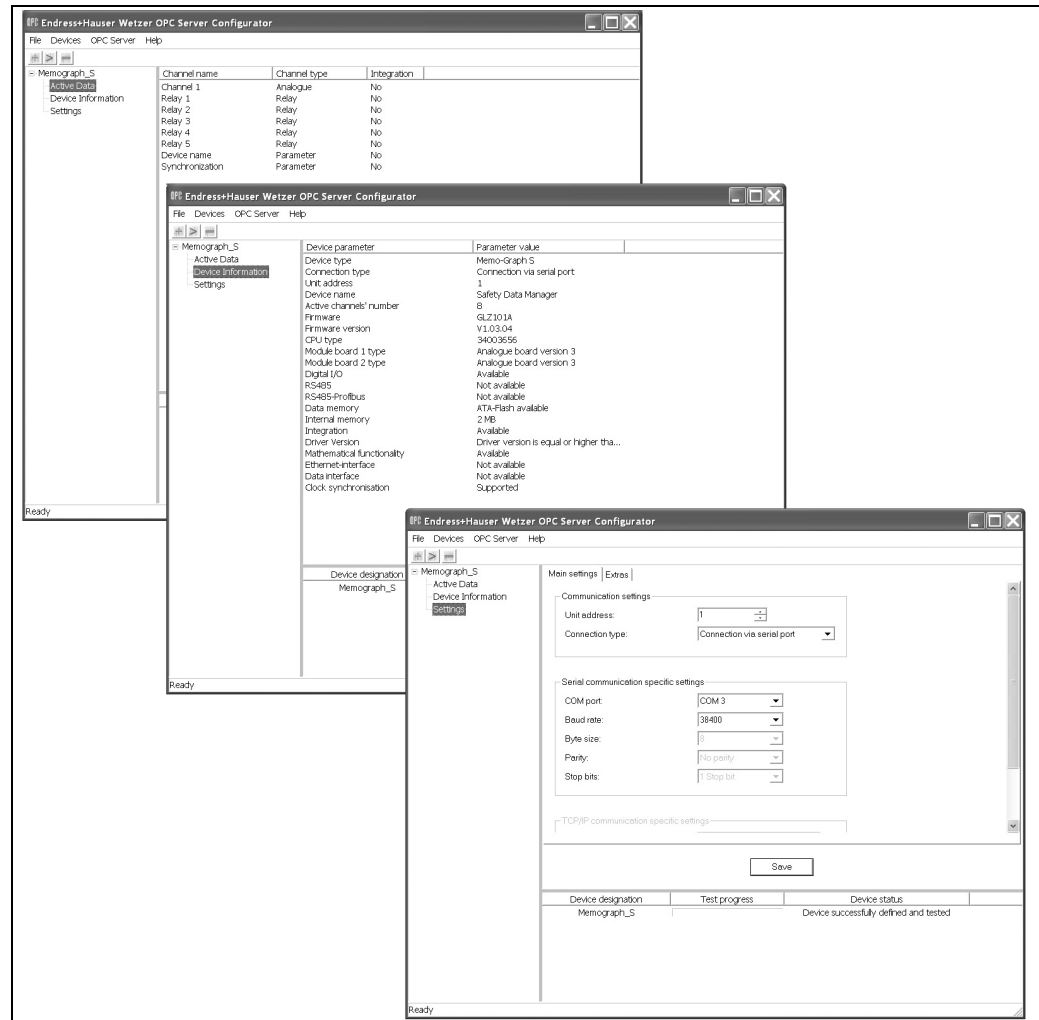 OPC Endress+Hauser Wetzer OPC Server Configurator
File Devices OPC Server Help
Memograph_S
Active Data
Device Information
Settings
Channel name Channel type Integration
Channel 1 Analogue No
Relay 1 Relay No
Relay 2 Relay No
Relay 3 Relay No
Relay 4 Relay No
Relay 5 Relay No
Device name Parameter No
Synchronization Parameter No
Ready
OPC Endress+Hauser Wetzer OPC Server Configurator
File Devices OPC Server Help
Memograph_S
Active Data
Device Information
Settings
Device parameter Parameter value
Device type Memo-Graph S
Connection type Connection via serial port
Unit address 1
Device name Safety Data Manager
Active channels' number 8
Firmware GLZ101A
Firmware version V1.03.04
CPU type 34003656
Module board 1 type Analogue board version 3
Module board 2 type Analogue board version 3
Digital I/O Available
RS485 Not available
RS485-Profibus Not available
Data memory ATA-Flash available
Internal memory 2 MB
Integration Available
Driver Version Driver version is equal or higher tha...
Mathematical functionality Available
Ethernet-interface Not available
Data interface Not available
Clock synchronisation Supported
Device designation
Memograph_S
Ready
OPC Endress+Hauser Wetzer OPC Server Configurator
File Devices OPC Server Help
Memograph_S
Active Data
Device Information
Settings
Main settings Extras
Communication settings
Unit address: 1
Connection type: Connection via serial port
Serial communication specific settings
COM port: COM 3
Baud rate: 38400
Byte size: 8
Parity: No parity
Stop bits: 1 Stop bit
TCP/IP communication specific settings
Save
Device designation Test progress Device status
Memograph_S Device successfully defined and tested
Ready